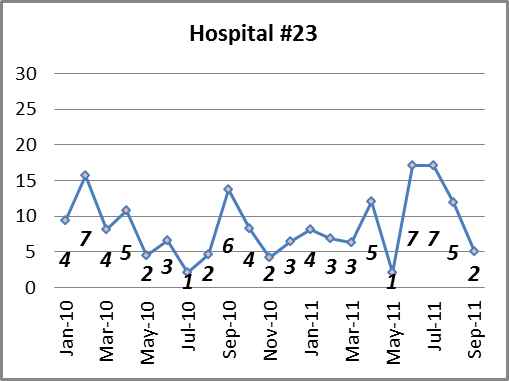 Hospital #23
30
25
20
15
10
5
0
4 7 4 5 2 3 1 2 6 4 2 3 4 3 3 5 1 7 7 5 2
Jan-10 Mar-10 May-10 Jul-10 Sep-10 Nov-10 Jan-11 Mar-11 May-11 Jul-11 Sep-11